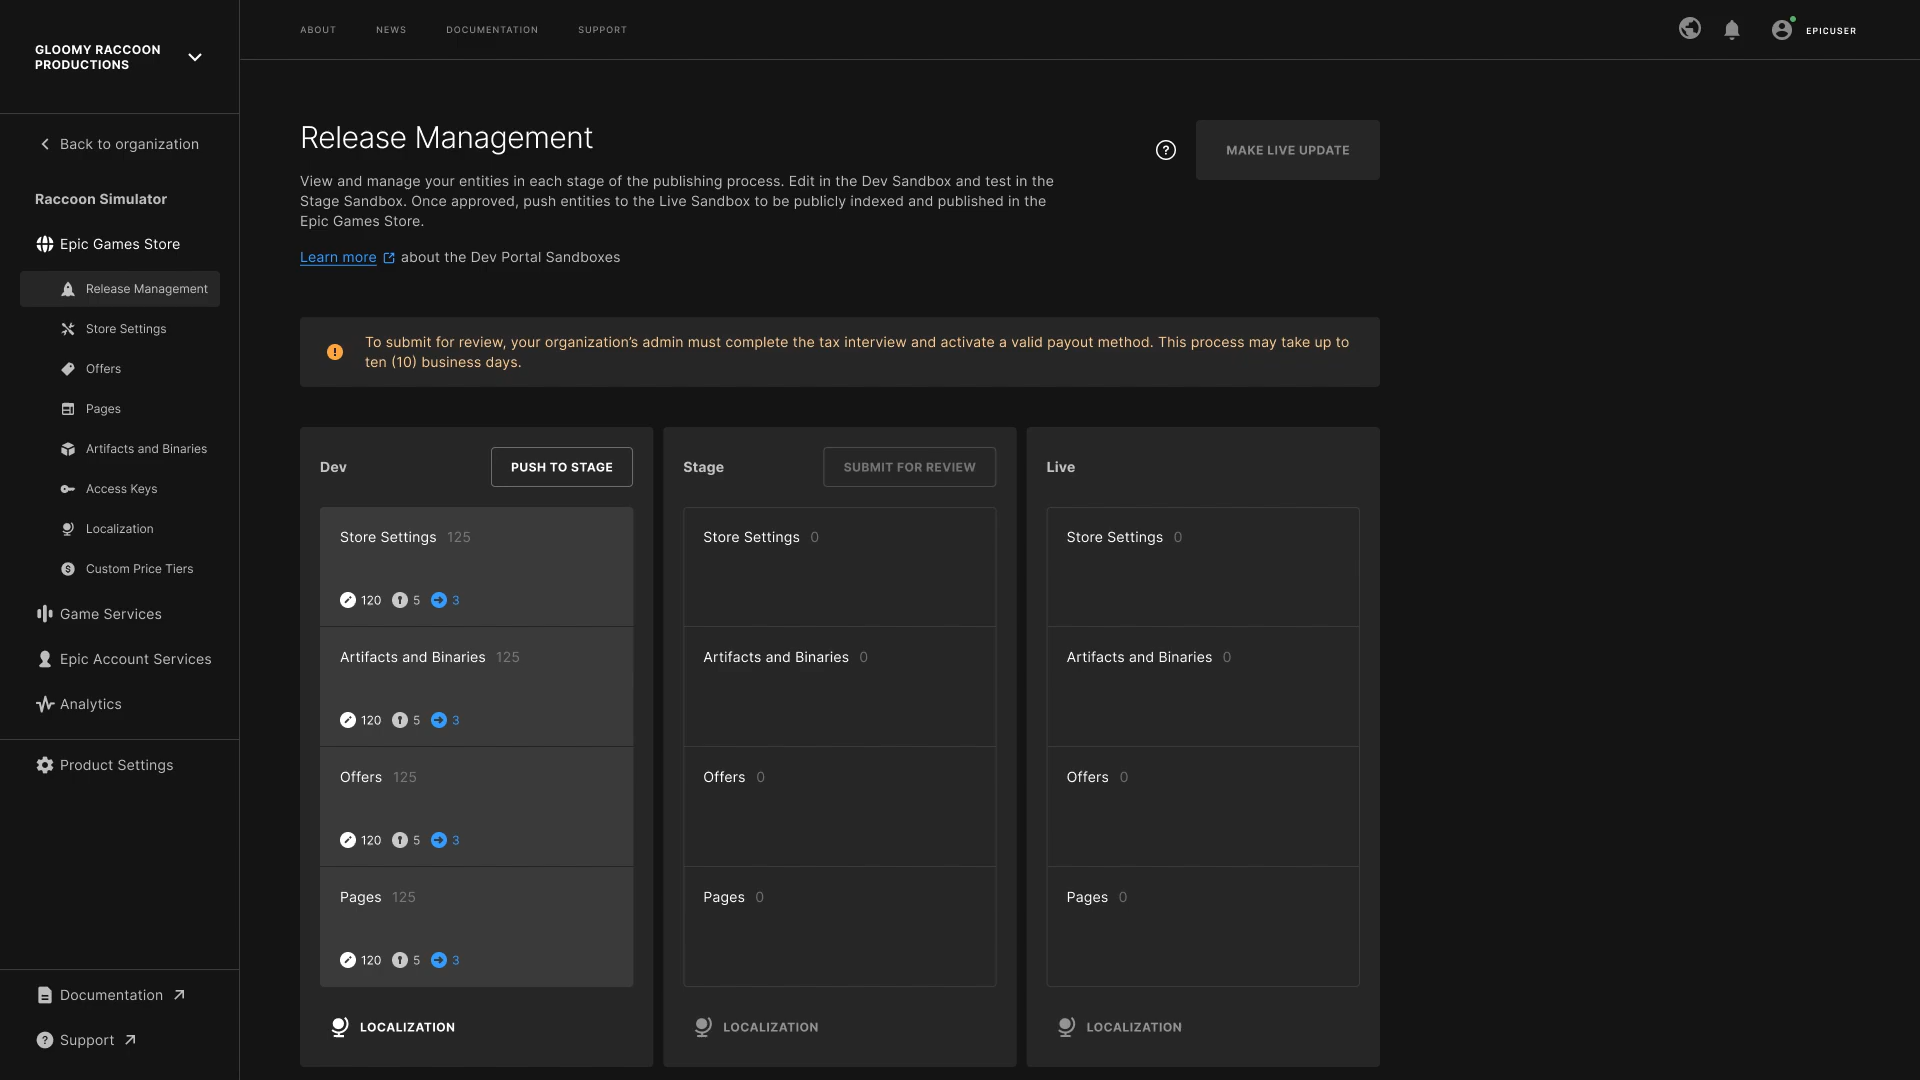 GLOOMY RACCOON
PRODUCTIONS
ABOUT
NEWS
DOCUMENTATION
SUPPORT
EPICUSER
Back to organization
Raccoon Simulator
Epic Games Store
Release Management
Store Settings
Offers
Pages
Artifacts and Binaries
Access Keys
Localization
Custom Price Tiers
Game Services
Epic Account Services
Analytics
Product Settings
Documentation
Support
Release Management
MAKE LIVE UPDATE
View and manage your entities in each stage of the publishing process. Edit in the Dev Sandbox and test in the
Stage Sandbox. Once approved, push entities to the Live Sandbox to be publicly indexed and published in the
Epic Games Store.
Learn more about the Dev Portal Sandboxes
To submit for review, your organization’s admin must complete the tax interview and activate a valid payout method. This process may take up to
ten (10) business days.
Dev
PUSH TO STAGE
Store Settings 125
120 5 3
Artifacts and Binaries 125
120 5 3
Offers 125
120 5 3
Pages 125
120 5 3
LOCALIZATION
Stage
SUBMIT FOR REVIEW
Store Settings 0
Artifacts and Binaries 0
Offers 0
Pages 0
LOCALIZATION
Live
Store Settings 0
Artifacts and Binaries 0
Offers 0
Pages 0
LOCALIZATION